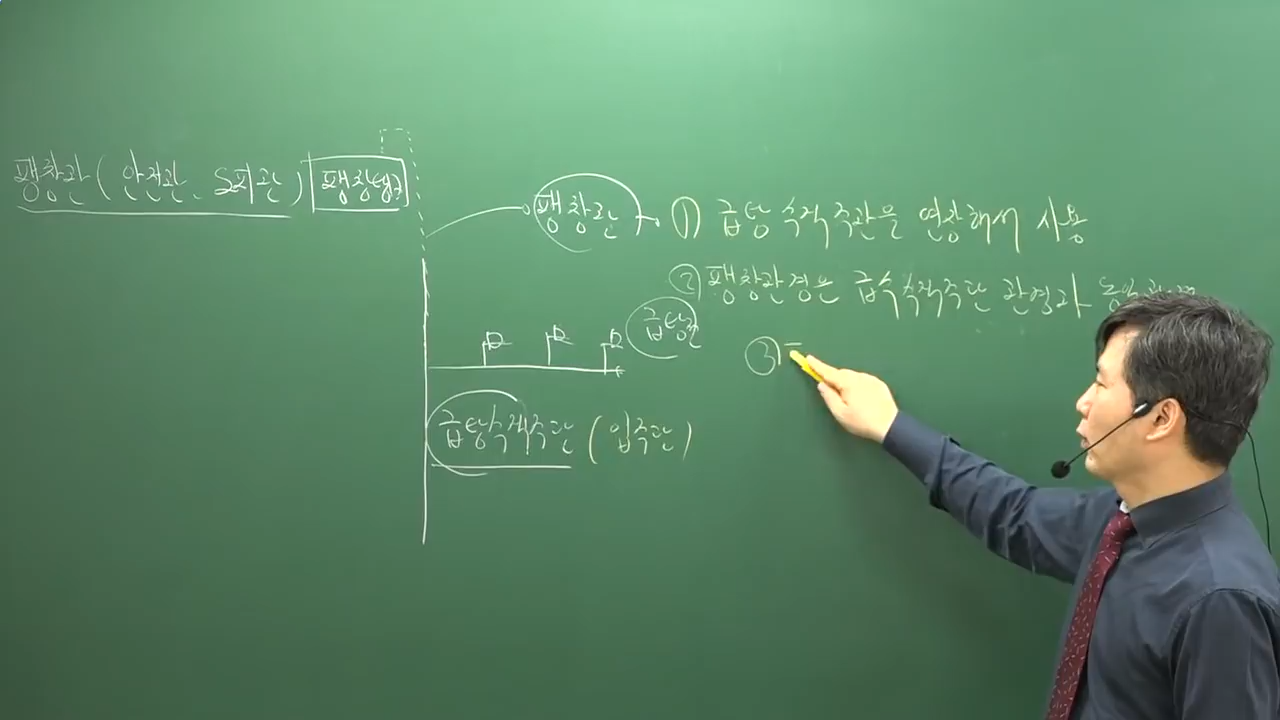 팽창관(안전관, S피관) 팽창탱크
팽창관
① 급탕수직주관을 연장해서 사용
② 팽창관경은 급수수직주관 관경과
급탕관
③
급탕수직주관(입주관)